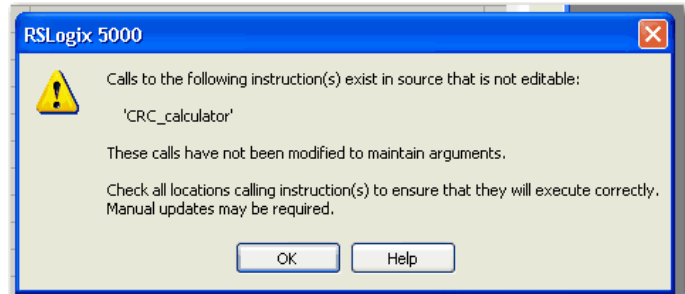 RSLogix 5000
Calls to the following instruction(s) exist in source that is not editable:
'CRC_calculator'
These calls have not been modified to maintain arguments.
Check all locations calling instruction(s) to ensure that they will execute correctly.
Manual updates may be required.
OK
Help